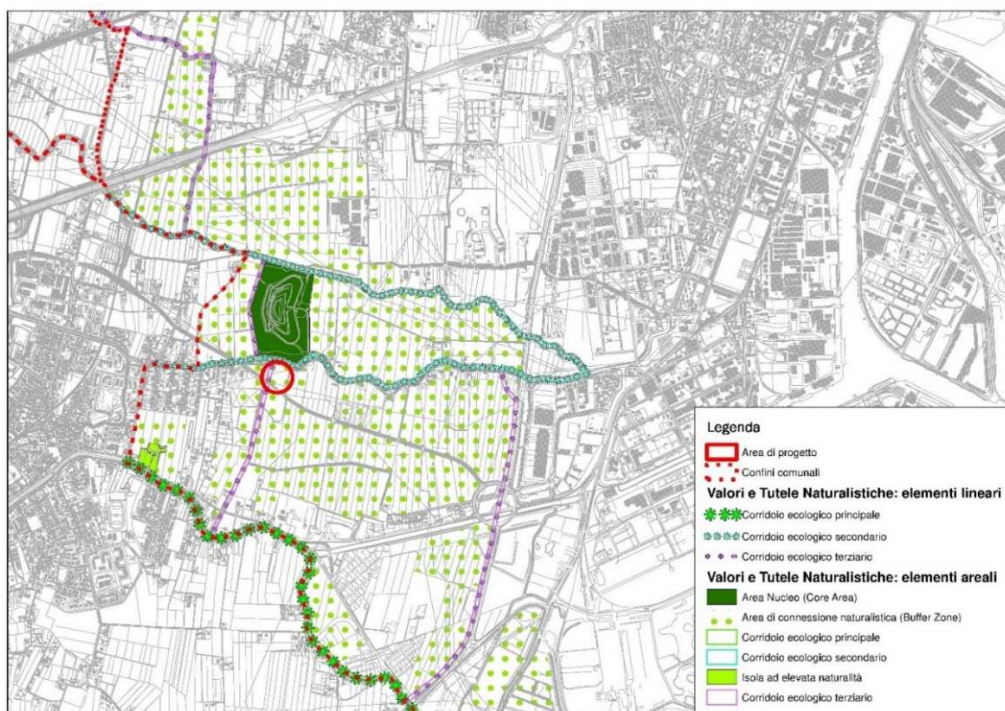 Legenda
Area di progetto
Confini comunali
Valori e Tutele Naturalistiche: elementi lineari
Corridoio ecologico principale
Corridoio ecologico secondario
Corridoio ecologico terziario
Valori e Tutele Naturalistiche: elementi areali
Area Nucleo (Core Area)
Area di connessione naturalistica (Buffer Zone)
Corridoio ecologico principale
Corridoio ecologico secondario
Isola ad elevata naturalità
Corridoio ecologico terziario